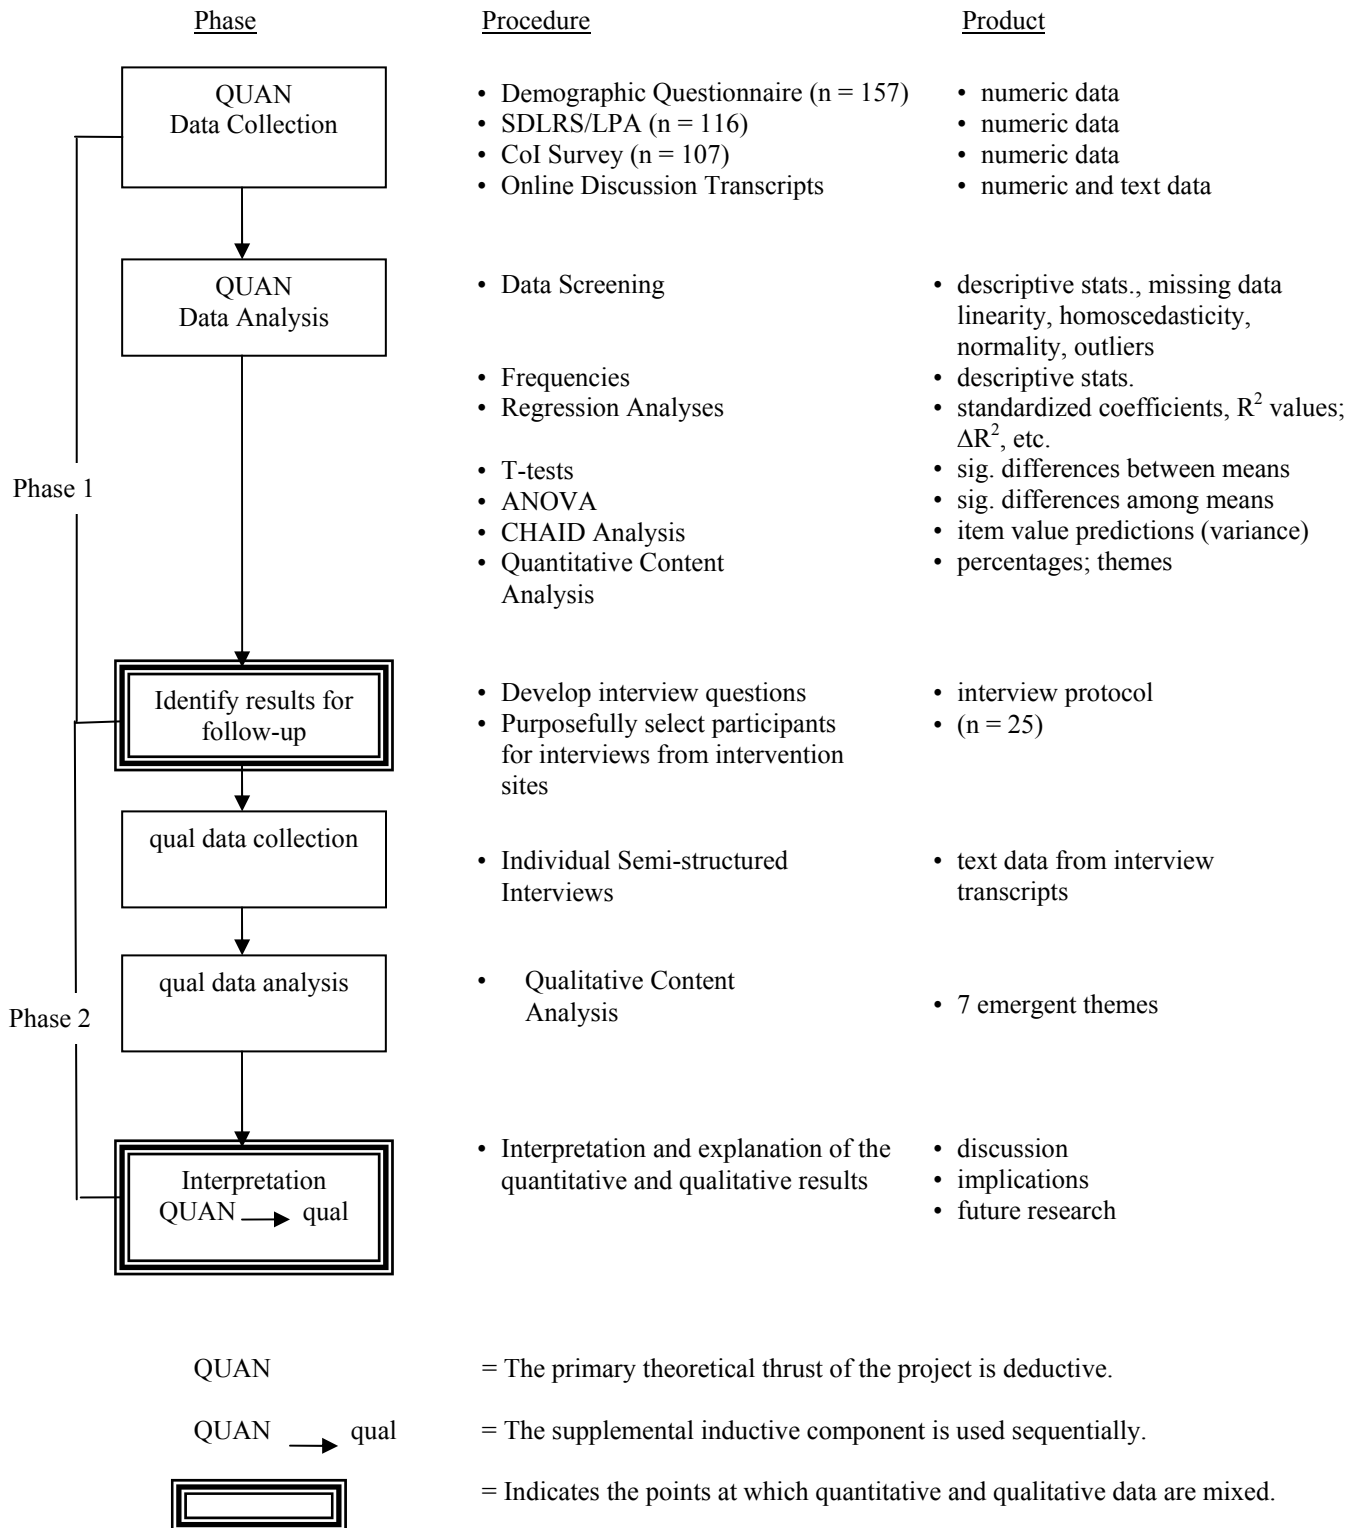 Phase Procedure Product
QUAN
Data Collection
• Demographic Questionnaire (n = 157) • numeric data
• SDLRS/LPA (n = 116) • numeric data
• CoI Survey (n = 107) • numeric data
• Online Discussion Transcripts • numeric and text data
QUAN
Data Analysis
• Data Screening • descriptive stats., missing data
linearity, homoscedasticity,
normality, outliers
• Frequencies • descriptive stats.
• Regression Analyses • standardized coefficients, R² values;
ΔR², etc.
• T-tests • sig. differences between means
• ANOVA • sig. differences among means
• CHAID Analysis • item value predictions (variance)
• Quantitative Content • percentages; themes
Analysis
Phase 1
Identify results for
follow-up
• Develop interview questions • interview protocol
• Purposefully select participants • (n = 25)
for interviews from intervention
sites
qual data collection
• Individual Semi-structured • text data from interview
Interviews transcripts
qual data analysis
• Qualitative Content
Analysis
• 7 emergent themes
Phase 2
Interpretation
QUAN → qual
• Interpretation and explanation of the • discussion
quantitative and qualitative results • implications
• future research
QUAN = The primary theoretical thrust of the project is deductive.
QUAN → qual = The supplemental inductive component is used sequentially.
= Indicates the points at which quantitative and qualitative data are mixed.